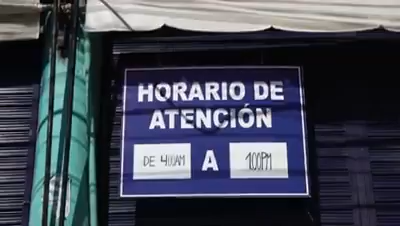 HORARIO DE
ATENCIÓN
DE 4:00AM A 1:00PM